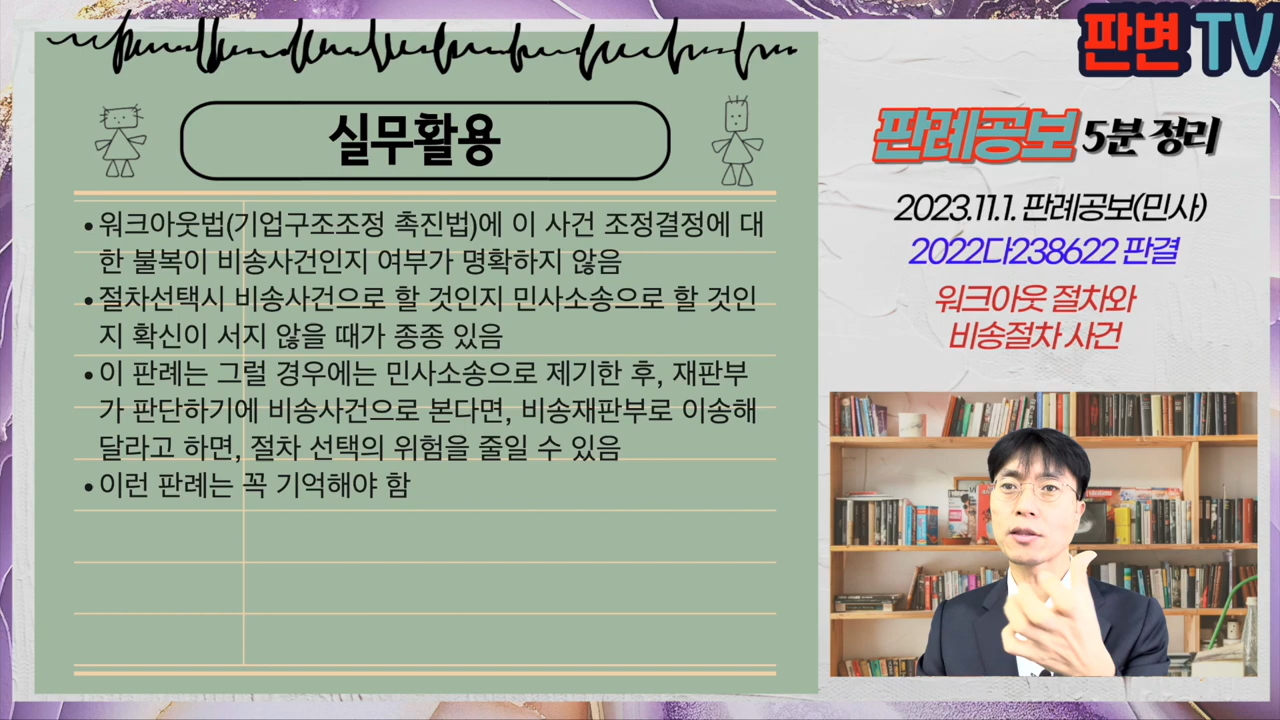 판변 TV
실무활용
• 워크아웃법(기업구조조정 촉진법)에 이 사건 조정결정에 대
한 불복이 비송사건인지 여부가 명확하지 않음
• 절차선택시 비송사건으로 할 것인지 민사소송으로 할 것인
지 확신이 서지 않을 때가 종종 있음
• 이 판례는 그럴 경우에는 민사소송으로 제기한 후, 재판부
가 판단하기에 비송사건으로 본다면, 비송재판부로 이송해
달라고 하면, 절차 선택의 위험을 줄일 수 있음
• 이런 판례는 꼭 기억해야 함
판례공보 5분 정리
2023.11.1. 판례공보(민사)
2022다238622 판결
워크아웃 절차와
비송절차 사건